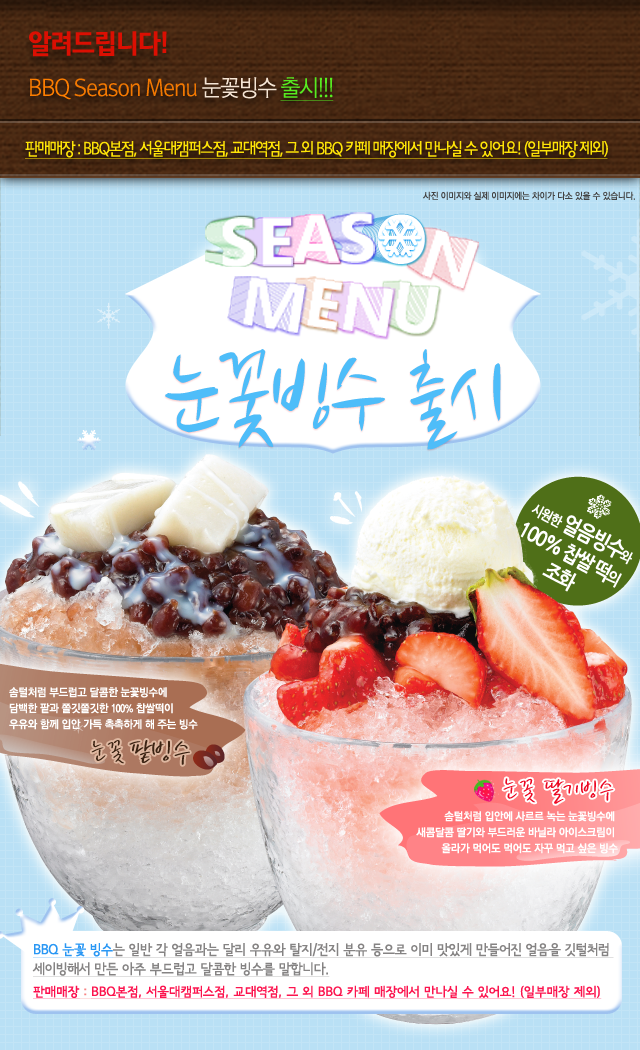 알려드립니다!
BBQ Season Menu 눈꽃빙수 출시!!!
판매매장 : BBQ본점, 서울대캠퍼스점, 교대역점, 그 외 BBQ 카페 매장에서 만나실 수 있어요! (일부매장 제외)
사진 이미지와 실제 이미지에는 차이가 다소 있을 수 있습니다.
SEASON
MENU
눈꽃빙수 출시
시원한 얼음빙수와
100% 찹쌀 떡의
조화
솜털처럼 부드럽고 달콤한 눈꽃빙수에
담백한 팥과 쫄깃쫄깃한 100% 찹쌀떡이
우유와 함께 입안 가득 촉촉하게 해 주는 빙수
눈꽃 팥빙수
눈꽃 딸기빙수
솜털처럼 입안에 사르르 녹는 눈꽃빙수에
새콤달콤 딸기와 부드러운 바닐라 아이스크림이
올라가 먹어도 먹어도 자꾸 먹고 싶은 빙수
BBQ 눈꽃 빙수는 일반 각 얼음과는 달리 우유와 탈지/전지 분유 등으로 이미 맛있게 만들어진 얼음을 깃털처럼
세이빙해서 만든 아주 부드럽고 달콤한 빙수를 말합니다.
판매매장 : BBQ본점, 서울대캠퍼스점, 교대역점, 그 외 BBQ 카페 매장에서 만나실 수 있어요! (일부매장 제외)